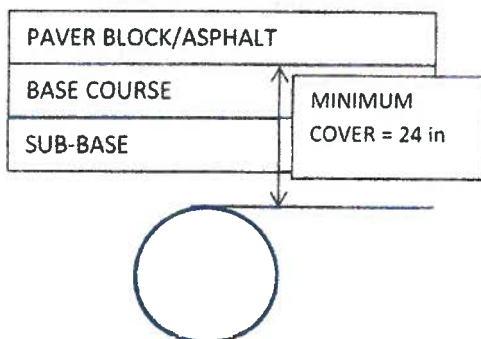 PAVER BLOCK/ASPHALT
BASE COURSE
MINIMUM
COVER = 24 in
SUB-BASE